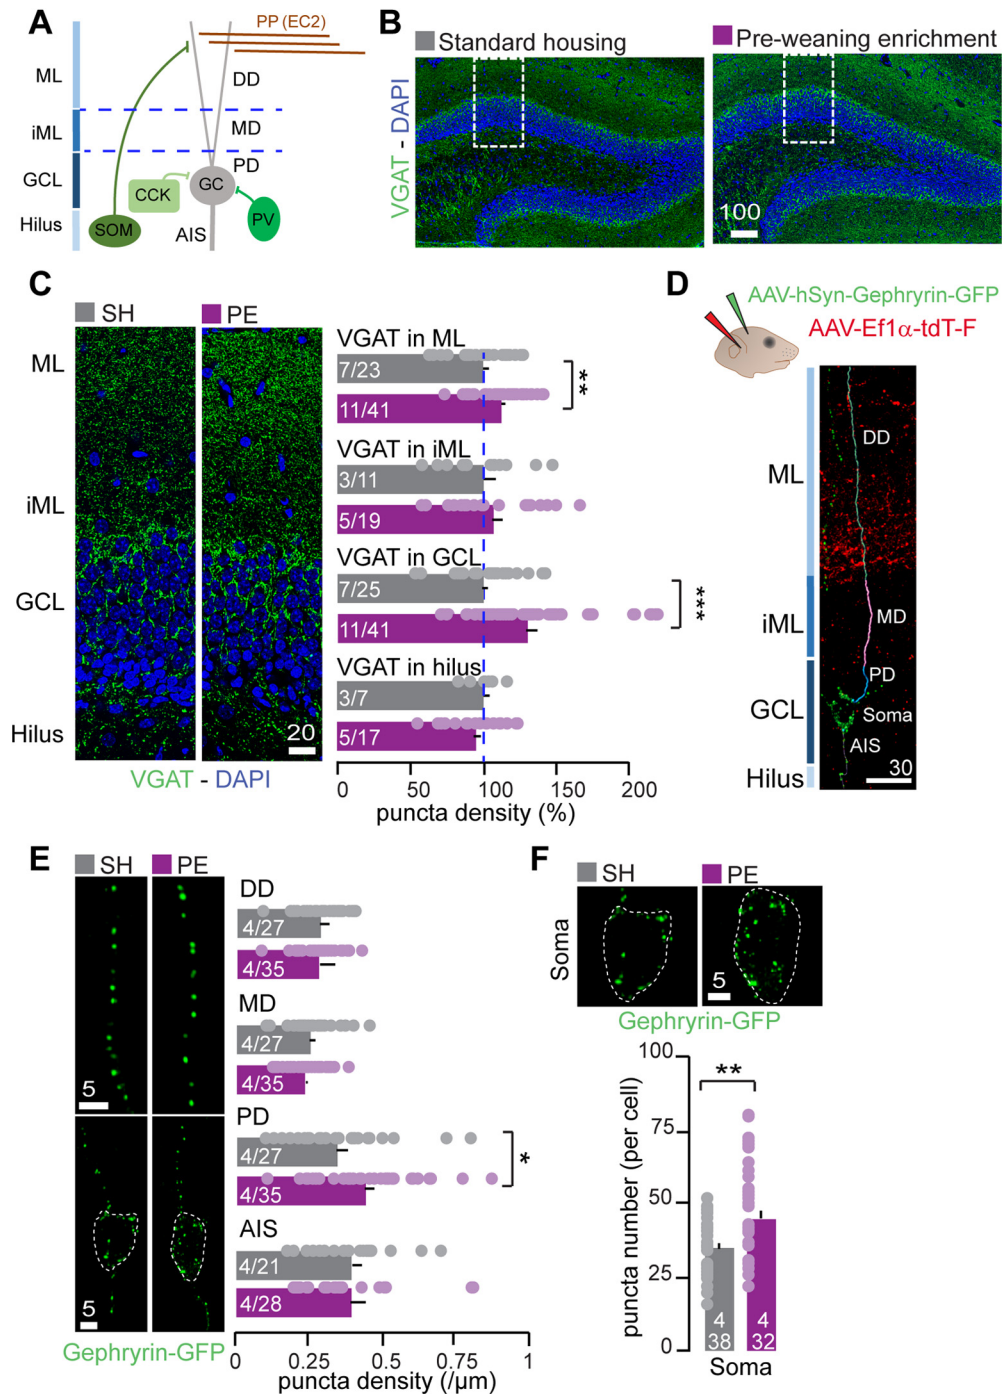 A
PP (EC2)
ML
DD
iML
MD
PD
GCL
CCK
GC
Hilus
SOM
AIS
PV
B
Standard housing
Pre-weaning enrichment
VGAT - DAPI
100
C
SH
PE
ML
iML
GCL
Hilus
20
VGAT - DAPI
VGAT in ML
7/23
**
11/41
VGAT in iML
3/11
5/19
VGAT in GCL
7/25
***
11/41
VGAT in hilus
3/7
5/17
0
50
100
150
200
puncta density (%)
D
AAV-hSyn-Gephryrin-GFP
AAV-Ef1α-tdT-F
DD
ML
iML
MD
PD
GCL
Soma
AIS
Hilus
30
E
SH
PE
5
5
Gephryrin-GFP
DD
4/27
4/35
MD
4/27
4/35
PD
4/27
*
4/35
AIS
4/21
4/28
0
0.25
0.5
0.75
1
puncta density (/μm)
F
SH
PE
Soma
5
Gephryrin-GFP
100
75
50
25
0
puncta number (per cell)
**
4
38
4
32
Soma